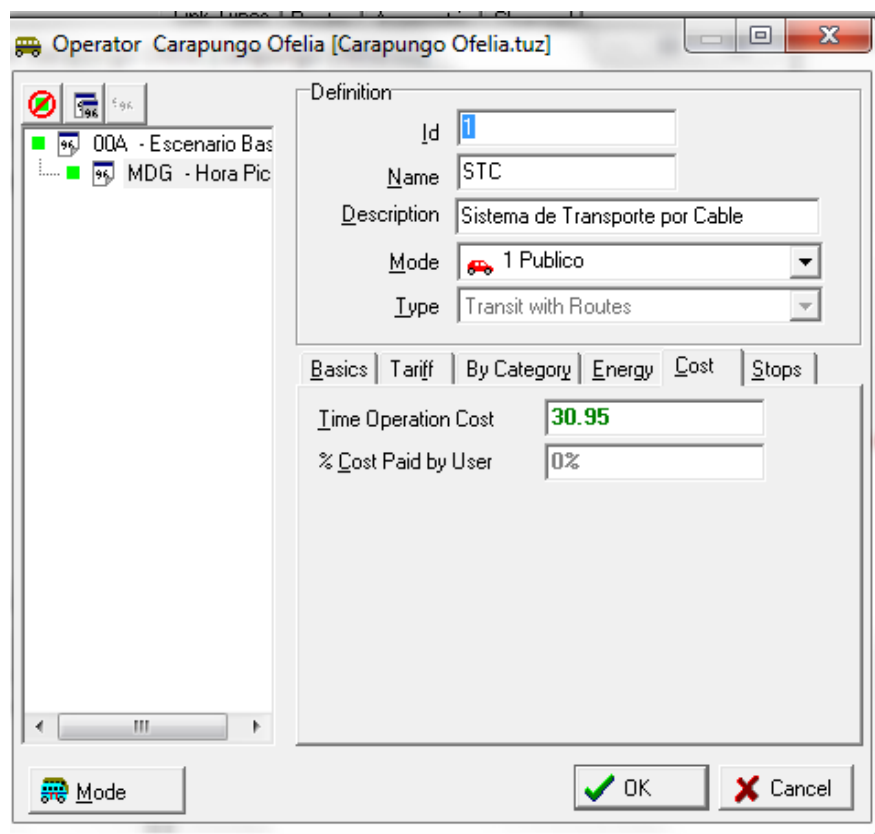 Operator Carapungo Ofelia [Carapungo Ofelia.tuz]
00A - Escenario Bas
MDG - Hora Pic
Definition
Id 1
Name STC
Description Sistema de Transporte por Cable
Mode 1 Publico
Type Transit with Routes
Basics Tariff By Category Energy Cost Stops
Time Operation Cost 30.95
% Cost Paid by User 0%
Mode OK Cancel